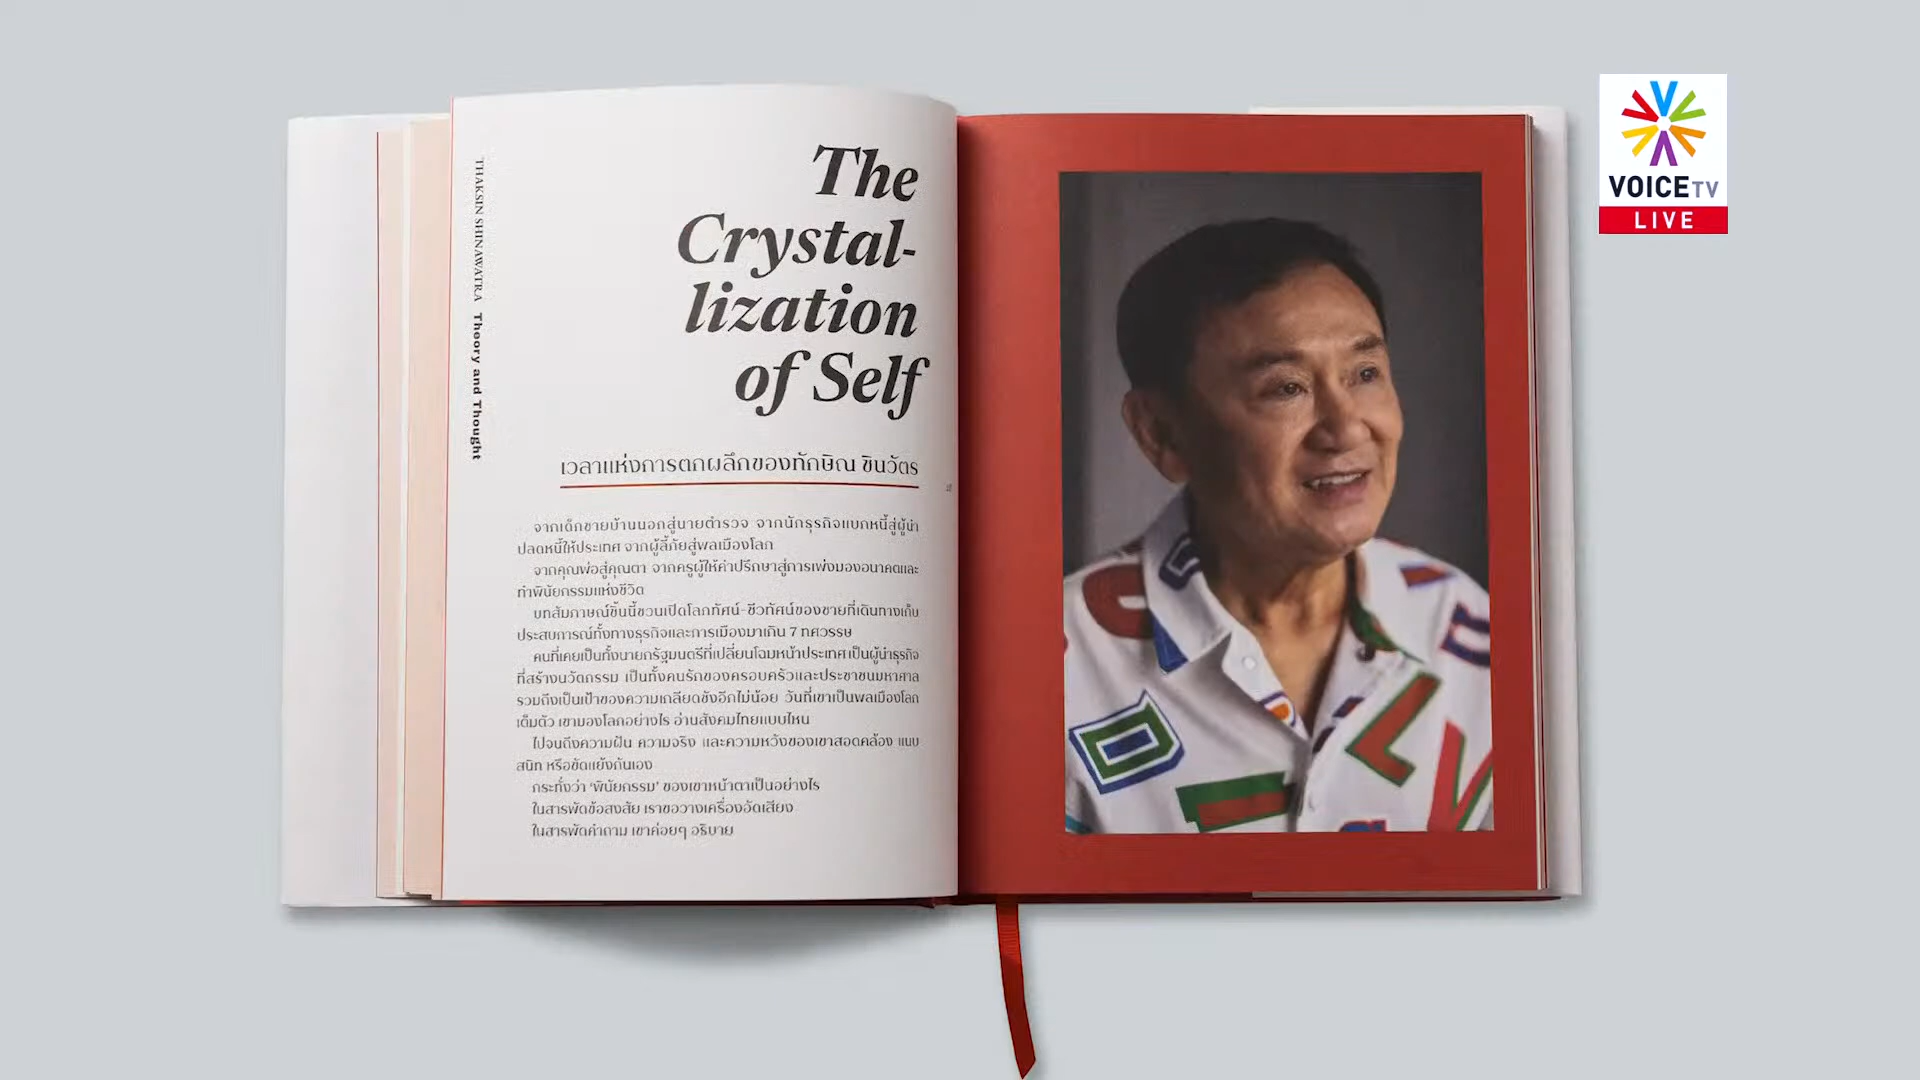 The
Crystal-
lization
of Self
THAKSIN SHINAWATRA Theory and Thought
เวลาแห่งการตกผลึกของทักษิณ ชินวัตร
จากเด็กชายบ้านนอกสู่นายตำรวจ จากนักธุรกิจแบกหนี้สู่ผู้นำ
ปลดหนี้ให้ประเทศ จากผู้ลี้ภัยสู่พลเมืองโลก
จากคุณพ่อสู่คุณตา จากครูผู้ให้คำปรึกษาสู่การเพ่งมองอนาคตและ
ทำพินัยกรรมแห่งชีวิต
บทสัมภาษณ์ชิ้นนี้ชวนเปิดโลกทัศน์-ชีวทัศน์ของชายที่เดินทางเก็บ
ประสบการณ์ทั้งทางธุรกิจและการเมืองมาเกิน 7 ทศวรรษ
คนที่เคยเป็นทั้งนายกรัฐมนตรีที่เปลี่ยนโฉมหน้าประเทศ เป็นผู้นำธุรกิจ
ที่สร้างนวัตกรรม เป็นทั้งคนรักของครอบครัวและประชาชนมหาศาล
รวมถึงเป็นเป้าของความเกลียดชังอีกไม่น้อย วันที่เขาเป็นพลเมืองโลก
เต็มตัว เขามองโลกอย่างไร อ่านสังคมไทยแบบไหน
ไปจนถึงความฝัน ความจริง และความหวังของเขาสอดคล้อง แนบ
สนิท หรือขัดแย้งกันเอง
กระทั่งว่า ‘พินัยกรรม’ ของเขาหน้าตาเป็นอย่างไร
ในสารพัดข้อสงสัย เราขอวางเครื่องอัดเสียง
ในสารพัดคำถาม เขาค่อยๆ อธิบาย
VOICE TV
LIVE